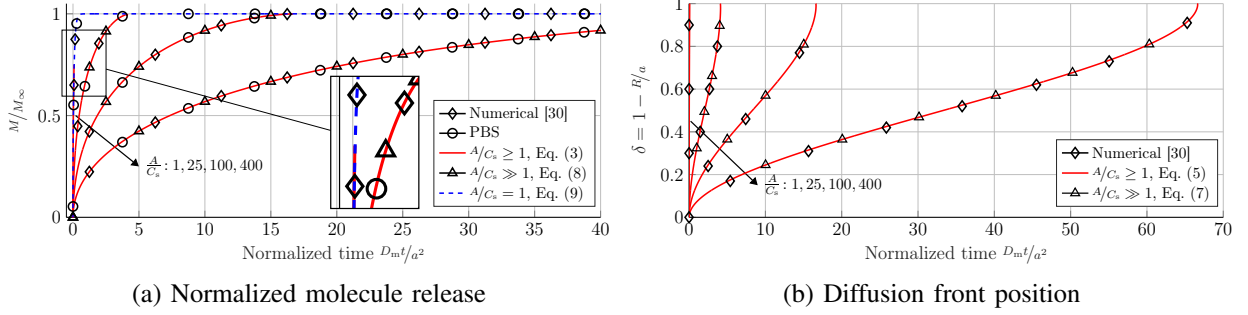 1
0.5
0
M/M∞
0 5 10 15 20 25 30 35 40
Normalized time Dₘt/a²
A/Cₛ : 1, 25, 100, 400
Numerical [30]
PBS
A/Cₛ ≥ 1, Eq. (3)
A/Cₛ ≫ 1, Eq. (8)
A/Cₛ = 1, Eq. (9)
(a) Normalized molecule release
1
0.8
0.6
0.4
0.2
0
δ = 1 − R/a
0 10 20 30 40 50 60 70
Normalized time Dₘt/a²
A/Cₛ : 1, 25, 100, 400
Numerical [30]
A/Cₛ ≥ 1, Eq. (5)
A/Cₛ ≫ 1, Eq. (7)
(b) Diffusion front position